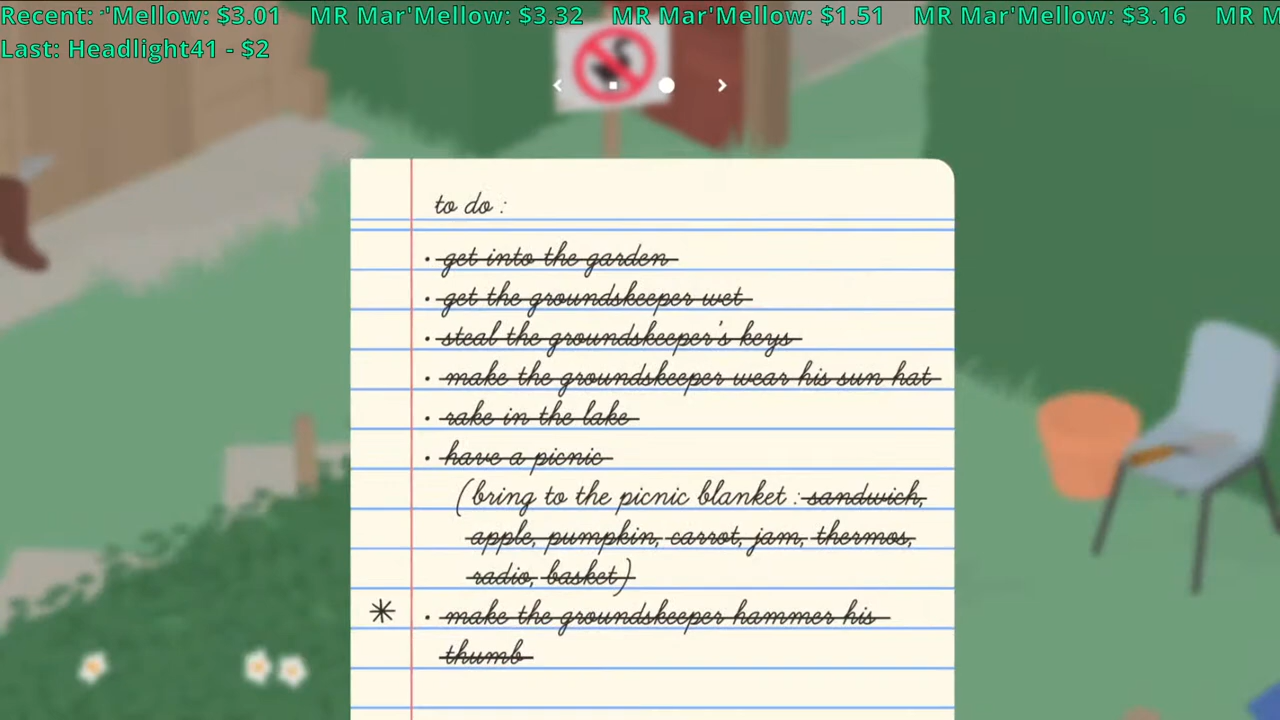 Recent: r'Mellow: $3.01 MR Mar'Mellow: $3.32 MR Mar'Mellow: $1.51 MR Mar'Mellow: $3.16 MR M
Last: Headlight41 - $2
to do :
• get into the garden
• get the groundskeeper wet
• steal the groundskeeper's keys
• make the groundskeeper wear his sun hat
• rake in the lake
• have a picnic
(bring to the picnic blanket : sandwich,
apple, pumpkin, carrot, jam, thermos,
radio, basket)
• make the groundskeeper hammer his
thumb